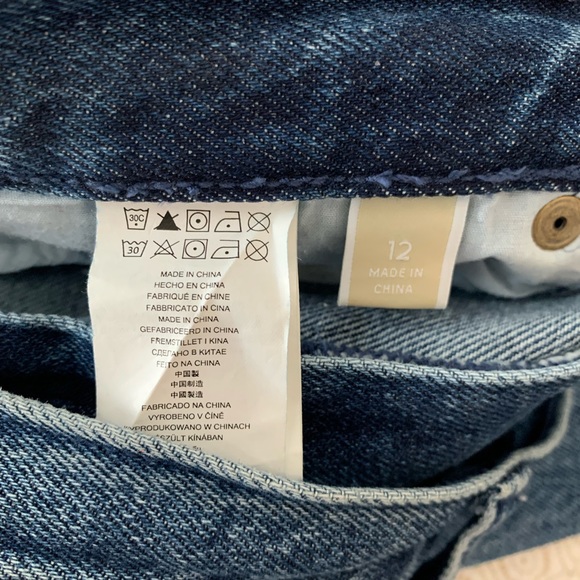 30C
30
MADE IN CHINA
HECHO EN CHINA
FABRIQUÉ EN CHINE
FABBRICATO IN CINA
MADE IN CHINA
GEFABRICEERD IN CHINA
FREMSTILLET I KINA
СДЕЛАНО В КИТАЕ
FEITO NA CHINA
中国製
中国制造
中國製造
FABRICADO NA CHINA
VYROBENO V ČÍNĚ
YPRODUKOWANO W CHINACH
ÉSZÜLT KÍNÁBAN
12
MADE IN
CHINA